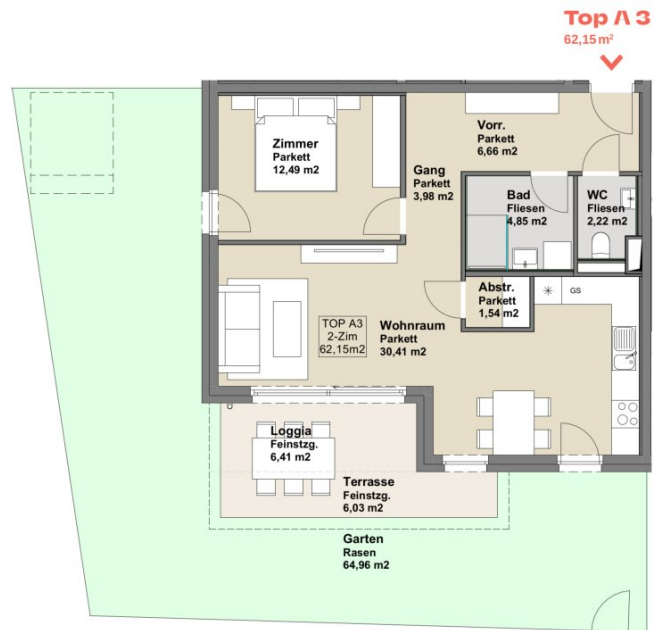 Top A 3
62,15 m²
Zimmer
Parkett
12,49 m2
Vorr.
Parkett
6,66 m2
Gang
Parkett
3,98 m2
Bad
Fliesen
4,85 m2
WC
Fliesen
2,22 m2
Abstr.
Parkett
1,54 m2
GS
TOP A3
2-Zim
62,15m2
Wohnraum
Parkett
30,41 m2
Loggia
Feinstzg.
6,41 m2
Terrasse
Feinstzg.
6,03 m2
Garten
Rasen
64,96 m2